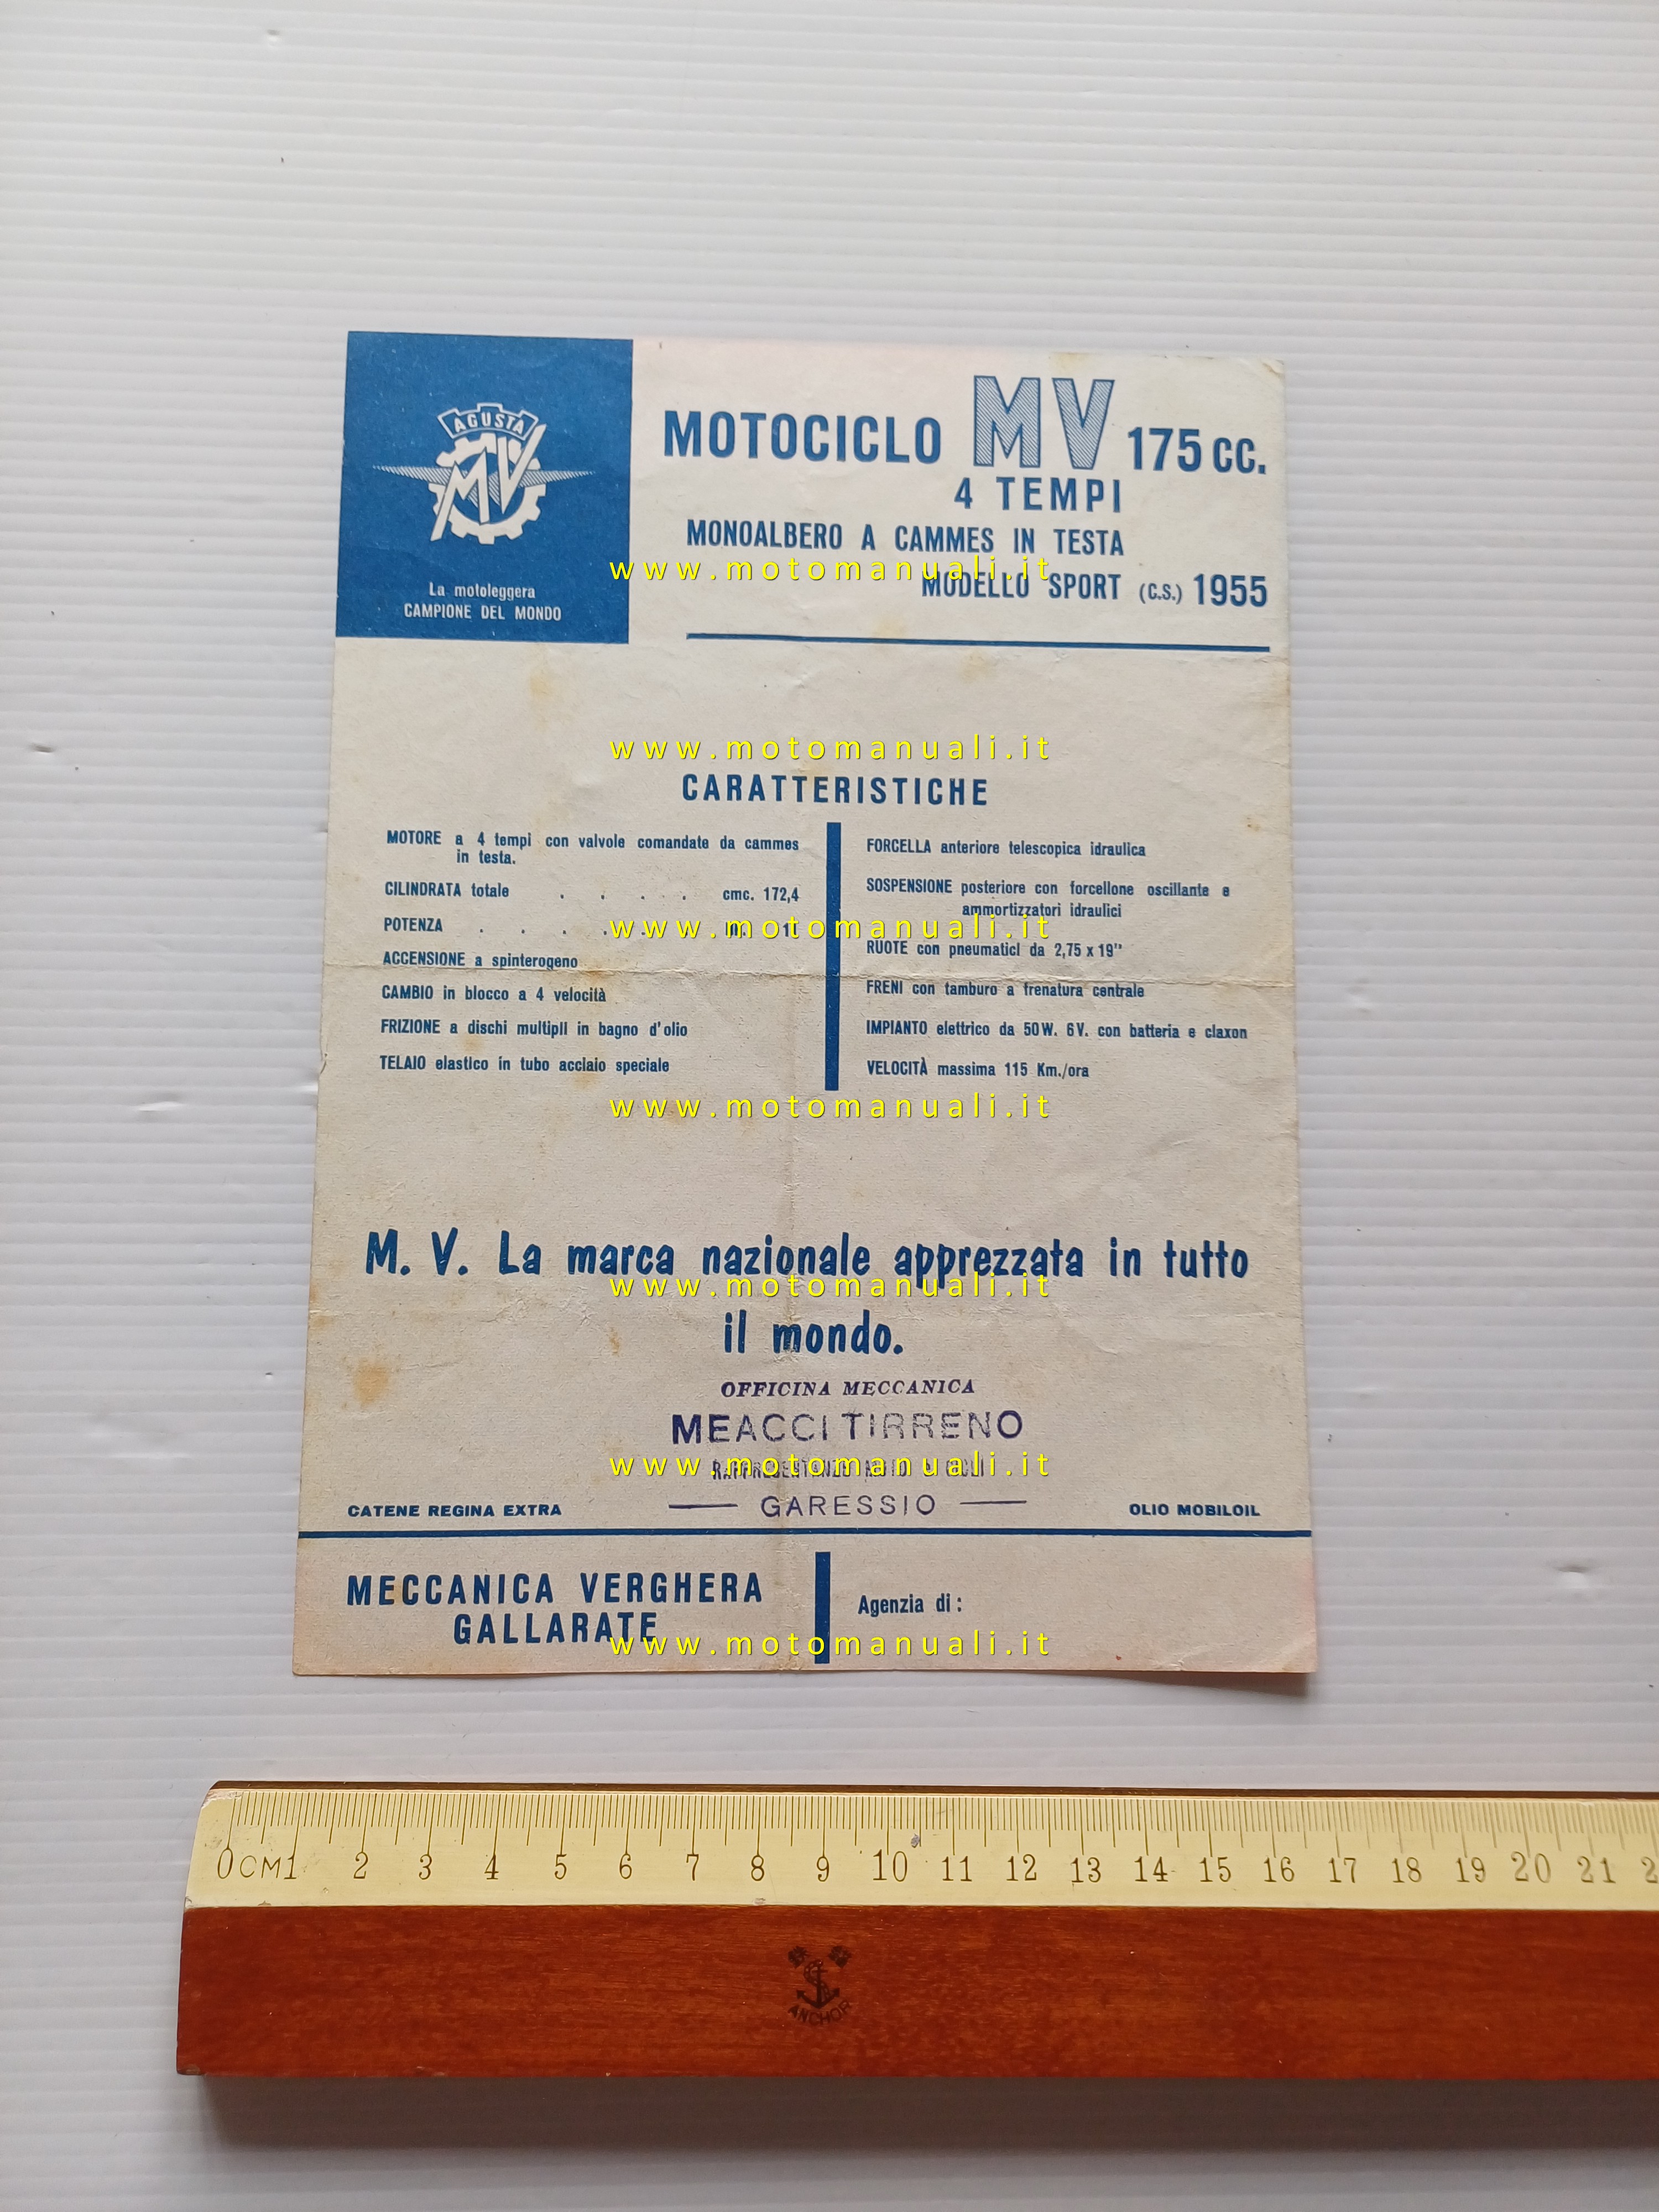 AGUSTA
MV
La motoleggera
CAMPIONE DEL MONDO
MOTOCICLO MV 175 CC.
4 TEMPI
MONOALBERO A CAMMES IN TESTA
www.motomanuali.it
MODELLO SPORT (C.S.) 1955
www.motomanuali.it
CARATTERISTICHE
MOTORE a 4 tempi con valvole comandate da cammes
in testa.
CILINDRATA totale . . . . cmc. 172,4
POTENZA . . . . 11
ACCENSIONE a spinterogeno
CAMBIO in blocco a 4 velocità
FRIZIONE a dischi multipli in bagno d'olio
TELAIO elastico in tubo acciaio speciale
FORCELLA anteriore telescopica idraulica
SOSPENSIONE posteriore con forcellone oscillante e
ammortizzatori idraulici
www.motomanuali.it
RUOTE con pneumatici da 2,75 x 19"
FRENI con tamburo a frenatura centrale
IMPIANTO elettrico da 50 W. 6 V. con batteria e claxon
VELOCITÀ massima 115 Km./ora
www.motomanuali.it
M. V. La marca nazionale apprezzata in tutto
www.motomanuali.it
il mondo.
OFFICINA MECCANICA
MEACCI TIRRENO
www.motomanuali.it
GARESSIO
CATENE REGINA EXTRA
OLIO MOBILOIL
MECCANICA VERGHERA
GALLARATE
Agenzia di :
www.motomanuali.it
0 CM 1 2 3 4 5 6 7 8 9 10 11 12 13 14 15 16 17 18 19 20 21 2
ANCHOR